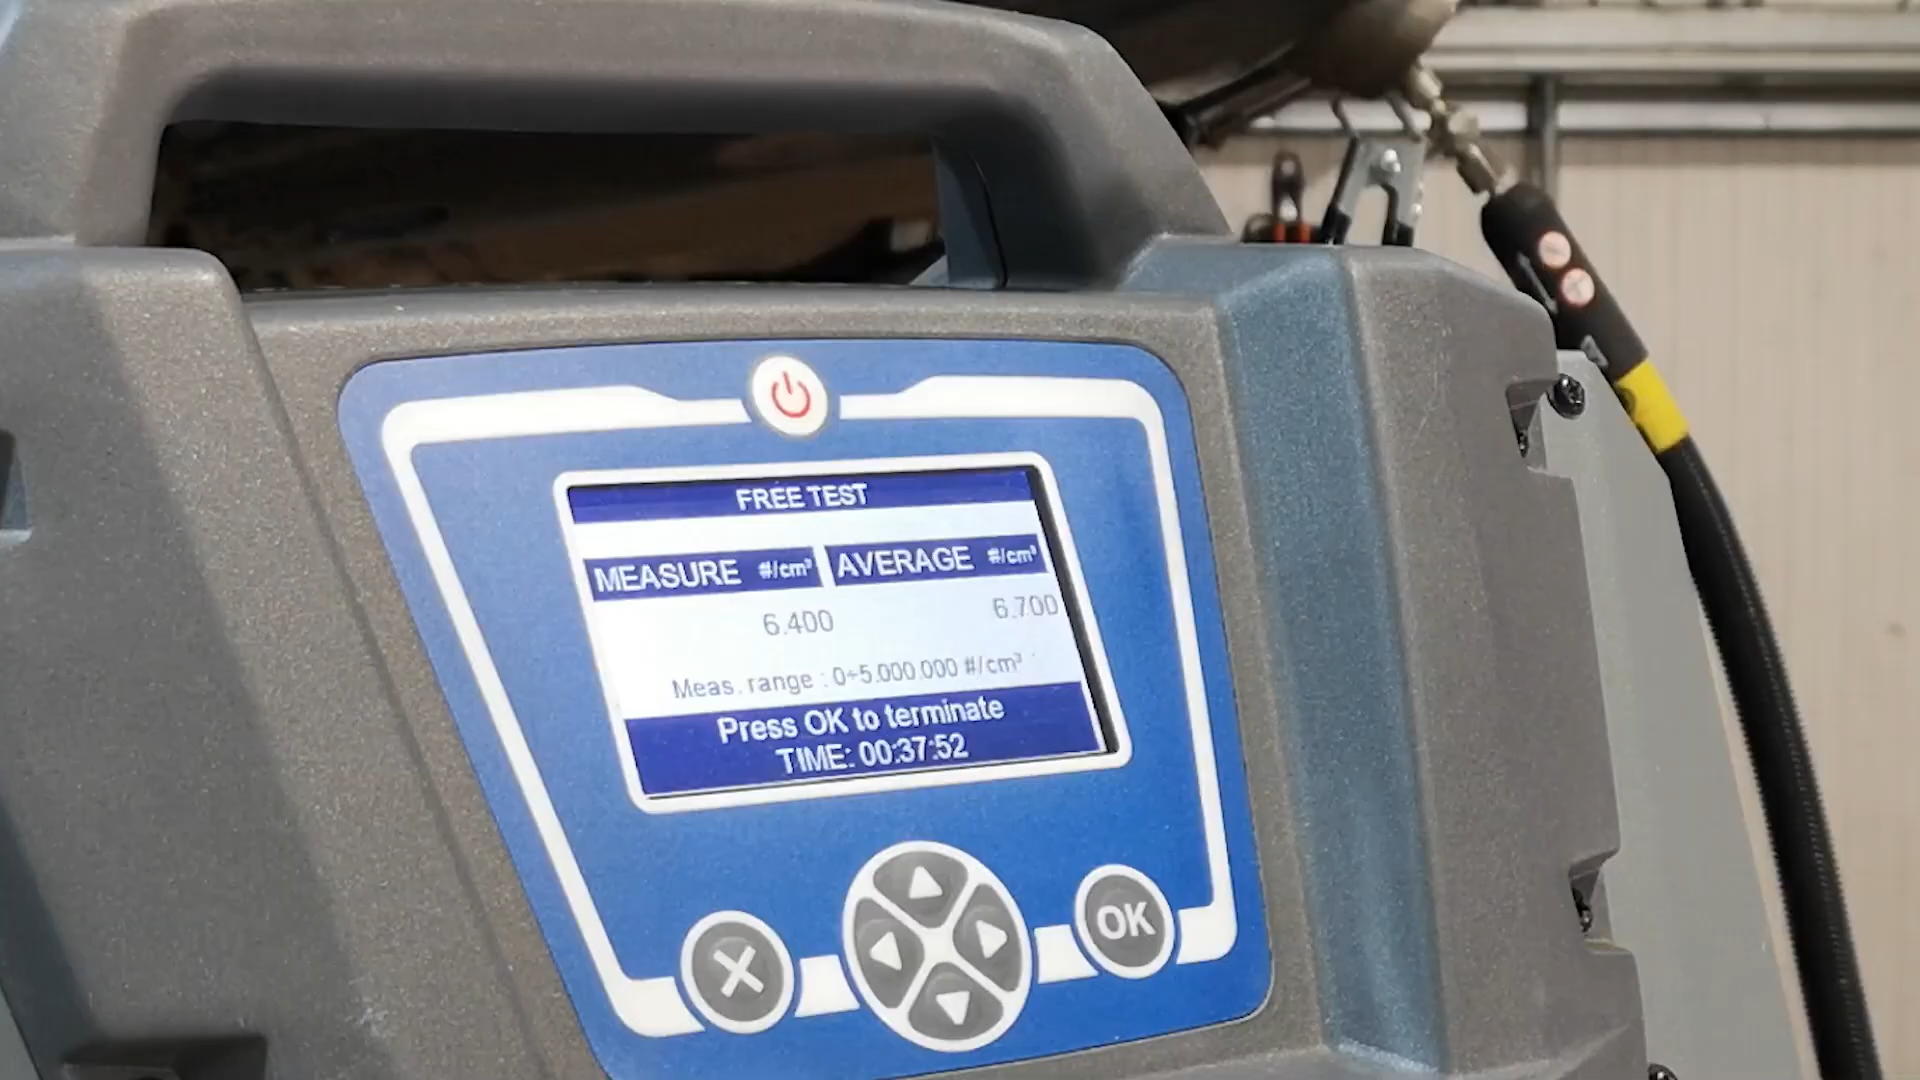 FREE TEST
MEASURE #/cm³ AVERAGE #/cm³
6.400 6.700
Meas. range : 0÷5.000.000 #/cm³
Press OK to terminate
TIME: 00:37:52
OK